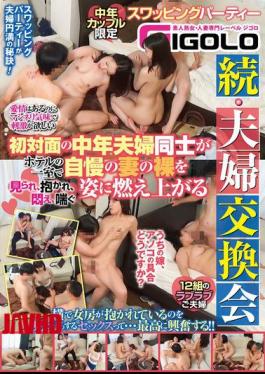 中年カップル限定
スワッピングパーティー
素人熟女・人妻専門レーベル ジゴロ
GIGOLO
続・夫婦交換会
スワッピング
パーティーが
夫婦円満の秘訣!
愛情はあるのに
マンネリ気味で
刺激が欲しい
初対面の中年夫婦同士が
ホテルの一室で
自慢の妻の裸を
見られ、抱かれ、
悶え、喘ぐ
姿に燃え上がる
うちの嫁、
アソコの具合
どうですか?
12組の
ラブラブ
ご夫婦
JAVHD
横で女房が抱かれているのを
するセックスって…最高に興奮する!!